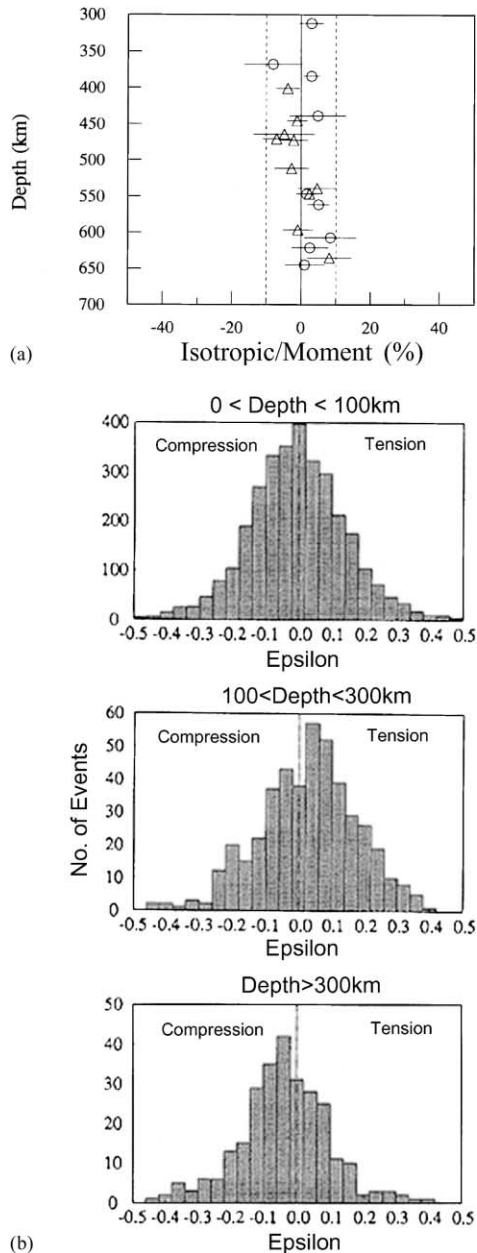 300
350
400
450
500
550
600
650
700
Depth (km)
-40 -20 0 20 40
(a)
Isotropic/Moment (%)
0 < Depth < 100km
400
300
200
100
0
Compression Tension
-0.5 -0.4 -0.3 -0.2 -0.1 0.0 0.1 0.2 0.3 0.4 0.5
Epsilon
100<Depth<300km
60
50
40
30
20
10
0
No. of Events
Compression Tension
-0.5 -0.4 -0.3 -0.2 -0.1 0.0 0.1 0.2 0.3 0.4 0.5
Epsilon
Depth>300km
50
40
30
20
10
0
Compression Tension
-0.5 -0.4 -0.3 -0.2 -0.1 0.0 0.1 0.2 0.3 0.4 0.5
(b)
Epsilon